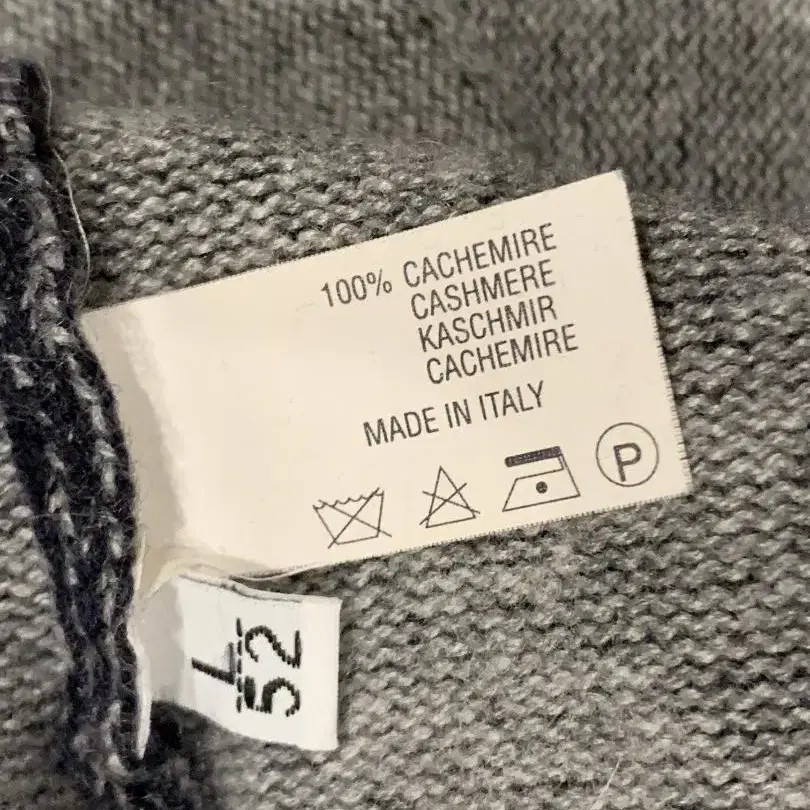 100% CACHEMIRE
CASHMERE
KASCHMIR
CACHEMIRE
MADE IN ITALY
P
L
52